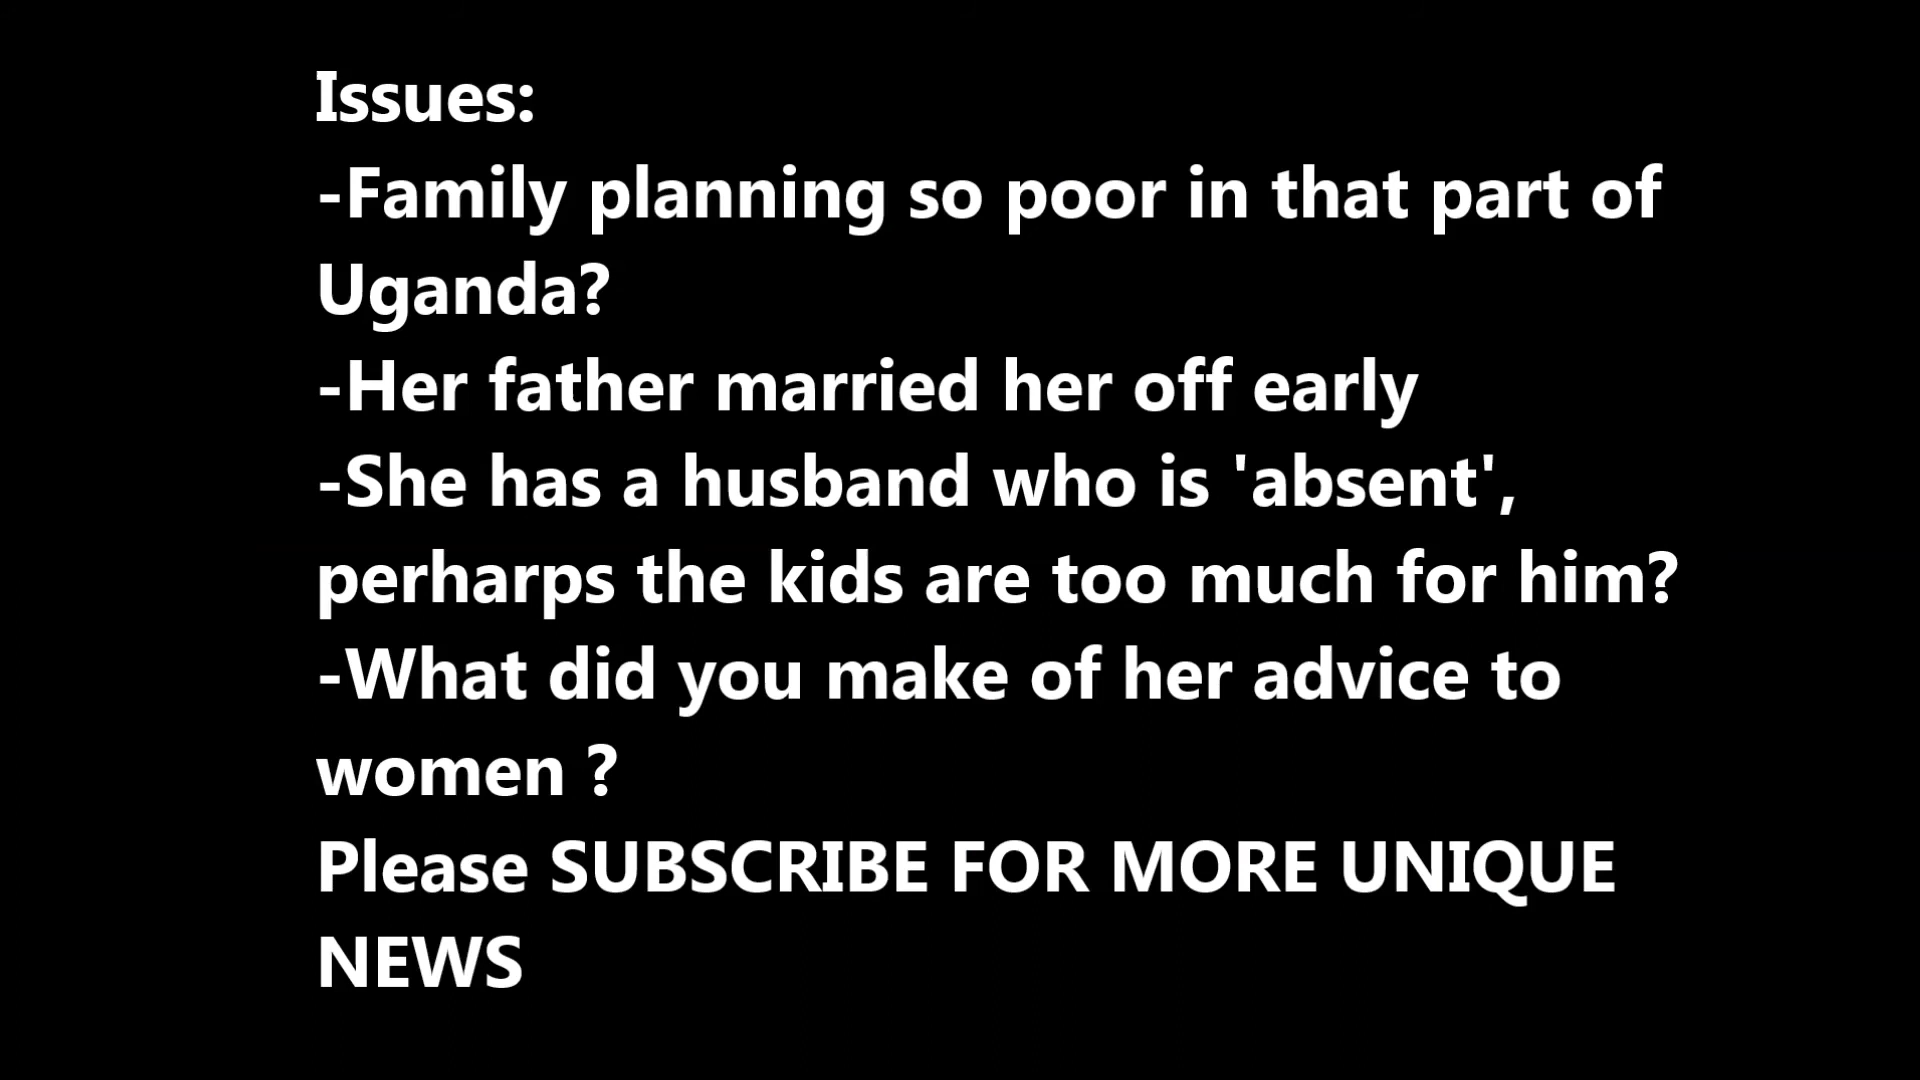 Issues:
-Family planning so poor in that part of
Uganda?
-Her father married her off early
-She has a husband who is 'absent',
perharps the kids are too much for him?
-What did you make of her advice to
women ?
Please SUBSCRIBE FOR MORE UNIQUE
NEWS